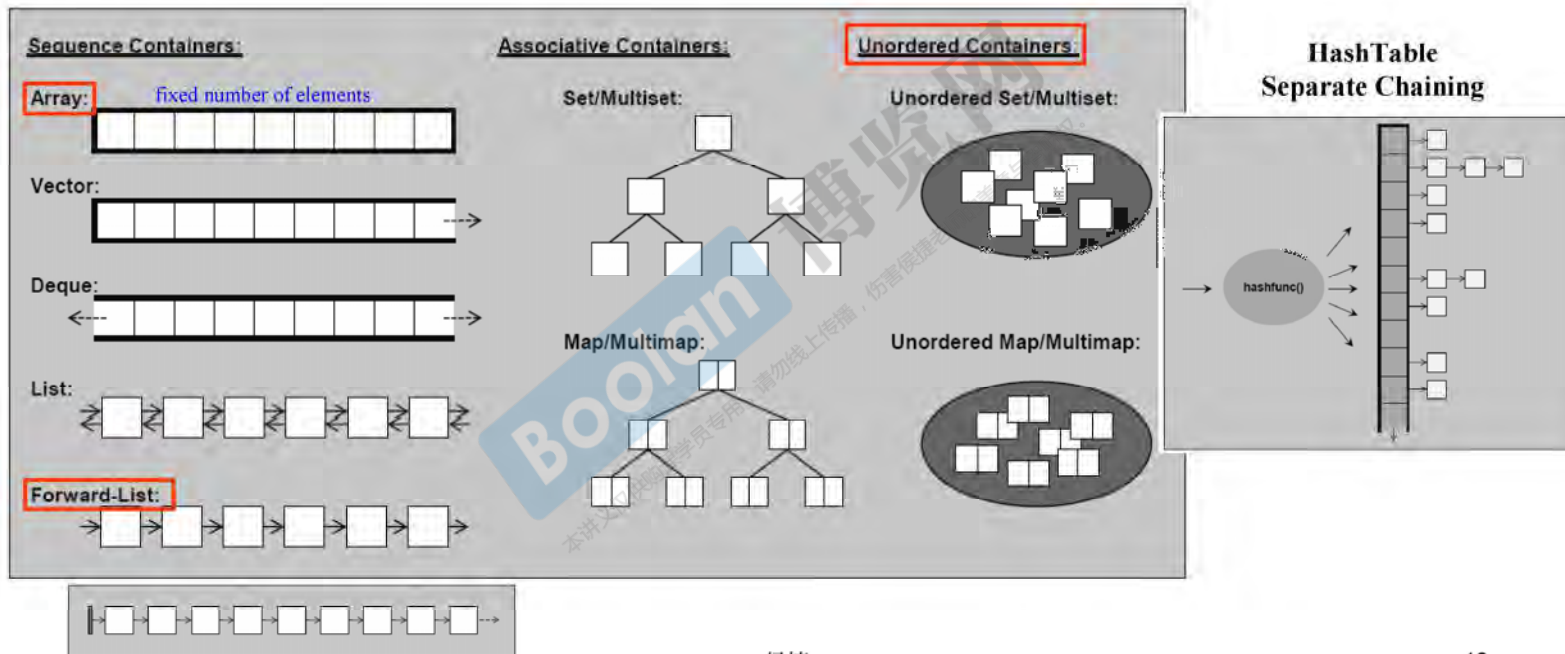 Sequence Containers:
Associative Containers:
Unordered Containers:
HashTable
Separate Chaining
Array:
fixed number of elements
Set/Multiset:
Unordered Set/Multiset:
Vector:
Deque:
hashfunc()
Map/Multimap:
Unordered Map/Multimap:
List:
Forward-List:
Boolan
博览网